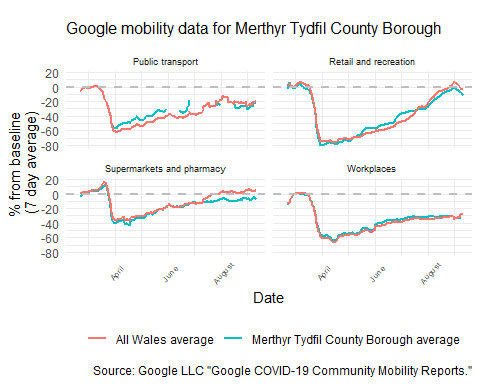 Google mobility data for Merthyr Tydfil County Borough
Public transport
Retail and recreation
20
0
-20
-40
-60
-80
Supermarkets and pharmacy
Workplaces
20
0
-20
-40
-60
-80
% from baseline
(7 day average)
April
June
August
April
June
August
Date
All Wales average
Merthyr Tydfil County Borough average
Source: Google LLC "Google COVID-19 Community Mobility Reports."